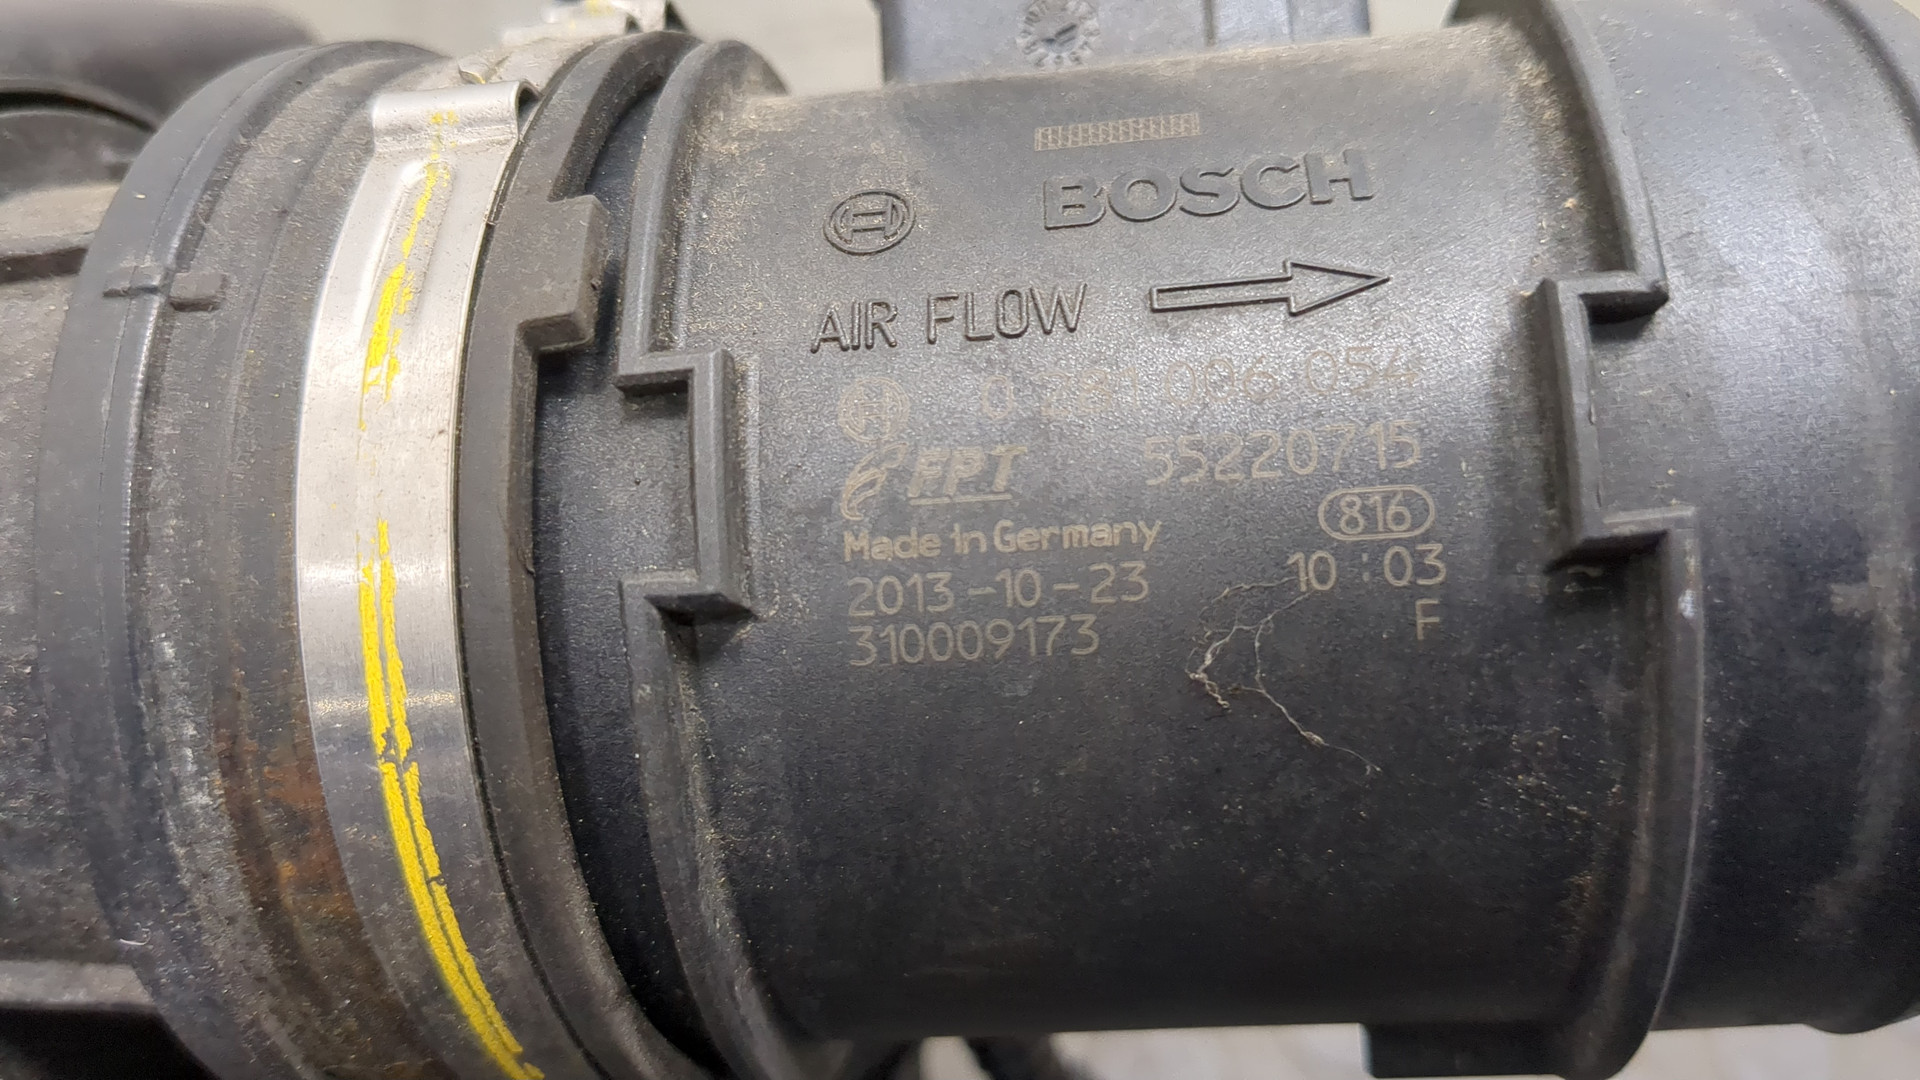 BOSCH
AIR FLOW
0 281 006 054
FPT 55220715
816
Made in Germany
2013-10-23 10:03
310009173 F